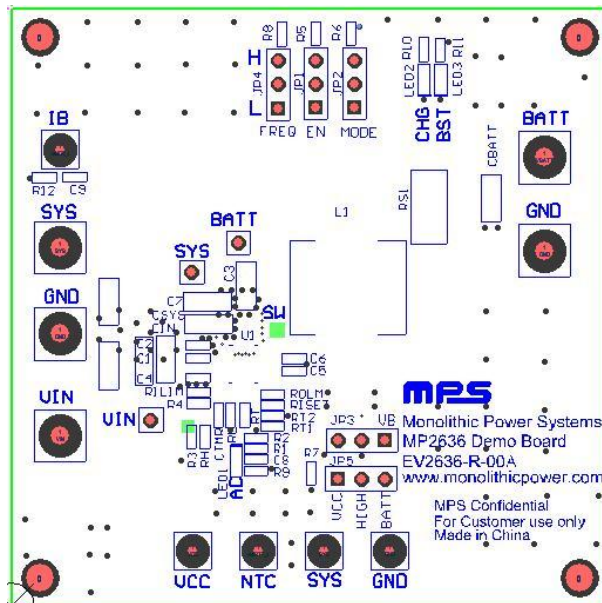 R8
R5
R6
R10
R11
H
L
JP4
JP1
JP2
LED2
LED3
FREQ
EN
MODE
CHG
BST
CBATT
IB
BATT
R12
C9
SYS
BATT
L1
RS1
GND
SYS
GND
C3
C7
CSYS
SW
CIN
U1
C2
C1
C4
C6
C5
VIN
RILIM
R4
VIN
ROLM
RISET
RT2
RT1
R3
RH
CTMR
R2
R1
C8
R9
LED1
R7
JP3
VB
JP5
VCC
HIGH
BATT
MPS
Monolithic Power Systems
MP2636 Demo Board
EV2636-R-00A
www.monolithicpower.com
MPS Confidential
For Customer use only
Made in China
VCC
NTC
SYS
GND